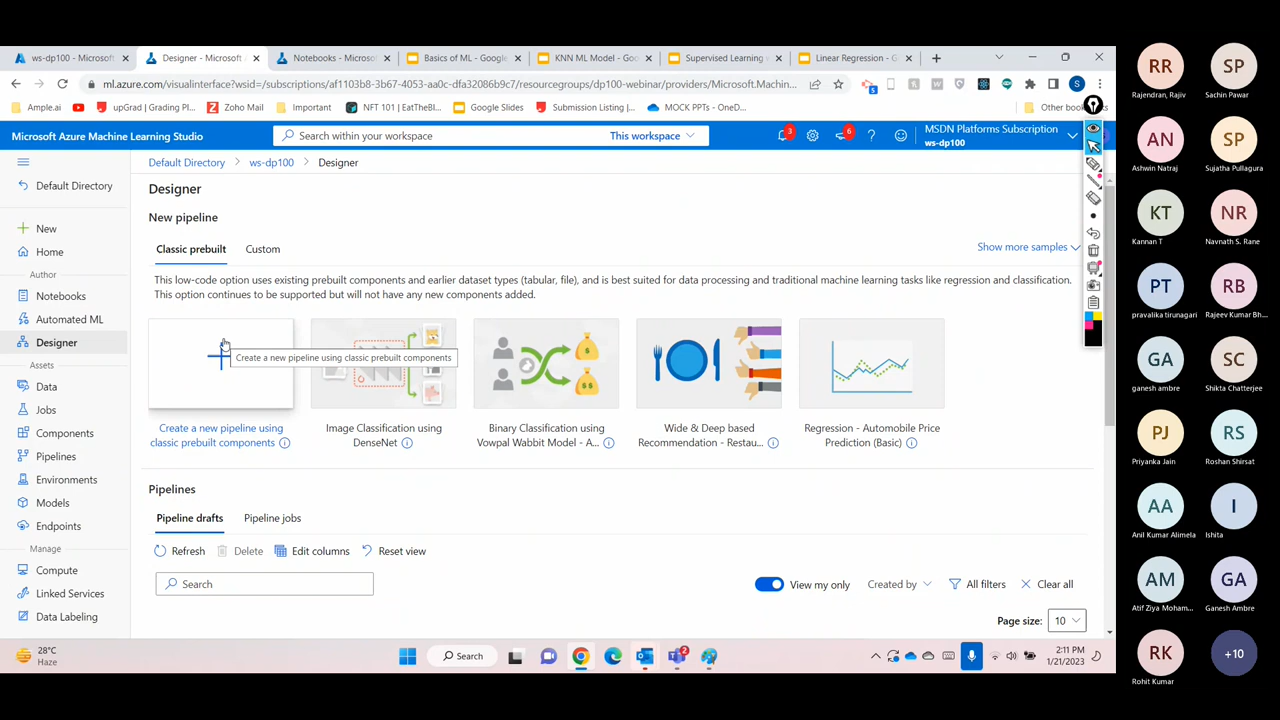 ws-dp100 - Microsoft
Designer - Microsoft
Notebooks - Microsoft
Basics of ML - Google
KNN ML Model - Goo
Supervised Learning
Linear Regression - G
ml.azure.com/visualinterface?wsid=/subscriptions/af1103b8-3b67-4053-aa0c-dfa32086b9c7/resourcegroups/dp100-webinar/providers/Microsoft.Machin...
Ample.ai
upGrad | Grading Pl...
Zoho Mail
Important
NFT 101 | EatTheBl...
Google Slides
Submission Listing |...
MOCK PPTs - OneD...
Other bookmarks
Microsoft Azure Machine Learning Studio
Search within your workspace
This workspace
3
6
MSDN Platforms Subscription
ws-dp100
Default Directory
New
Home
Author
Notebooks
Automated ML
Designer
Assets
Data
Jobs
Components
Pipelines
Environments
Models
Endpoints
Manage
Compute
Linked Services
Data Labeling
Default Directory > ws-dp100 > Designer
Designer
New pipeline
Classic prebuilt
Custom
Show more samples
This low-code option uses existing prebuilt components and earlier dataset types (tabular, file), and is best suited for data processing and traditional machine learning tasks like regression and classification.
This option continues to be supported but will not have any new components added.
Create a new pipeline using classic prebuilt components
Create a new pipeline using
classic prebuilt components
Image Classification using
DenseNet
Binary Classification using
Vowpal Wabbit Model - A...
Wide & Deep based
Recommendation - Restau...
Regression - Automobile Price
Prediction (Basic)
Pipelines
Pipeline drafts
Pipeline jobs
Refresh
Delete
Edit columns
Reset view
Search
View my only
Created by
All filters
Clear all
Page size:
10
28°C
Haze
Search
2
2:11 PM
1/21/2023
RR
Rajendran, Rajiv
SP
Sachin Pawar
AN
Ashwin Natraj
SP
Sujatha Pullagura
KT
Kannan T
NR
Navnath S. Rane
PT
pravalika tirunagari
RB
Rajeev Kumar Bh...
GA
ganesh ambre
SC
Shikta Chatterjee
PJ
Priyanka Jain
RS
Roshan Shirsat
AA
Anil Kumar Alimela
I
Ishita
AM
Atif Ziya Moham...
GA
Ganesh Ambre
RK
Rohit Kumar
+10